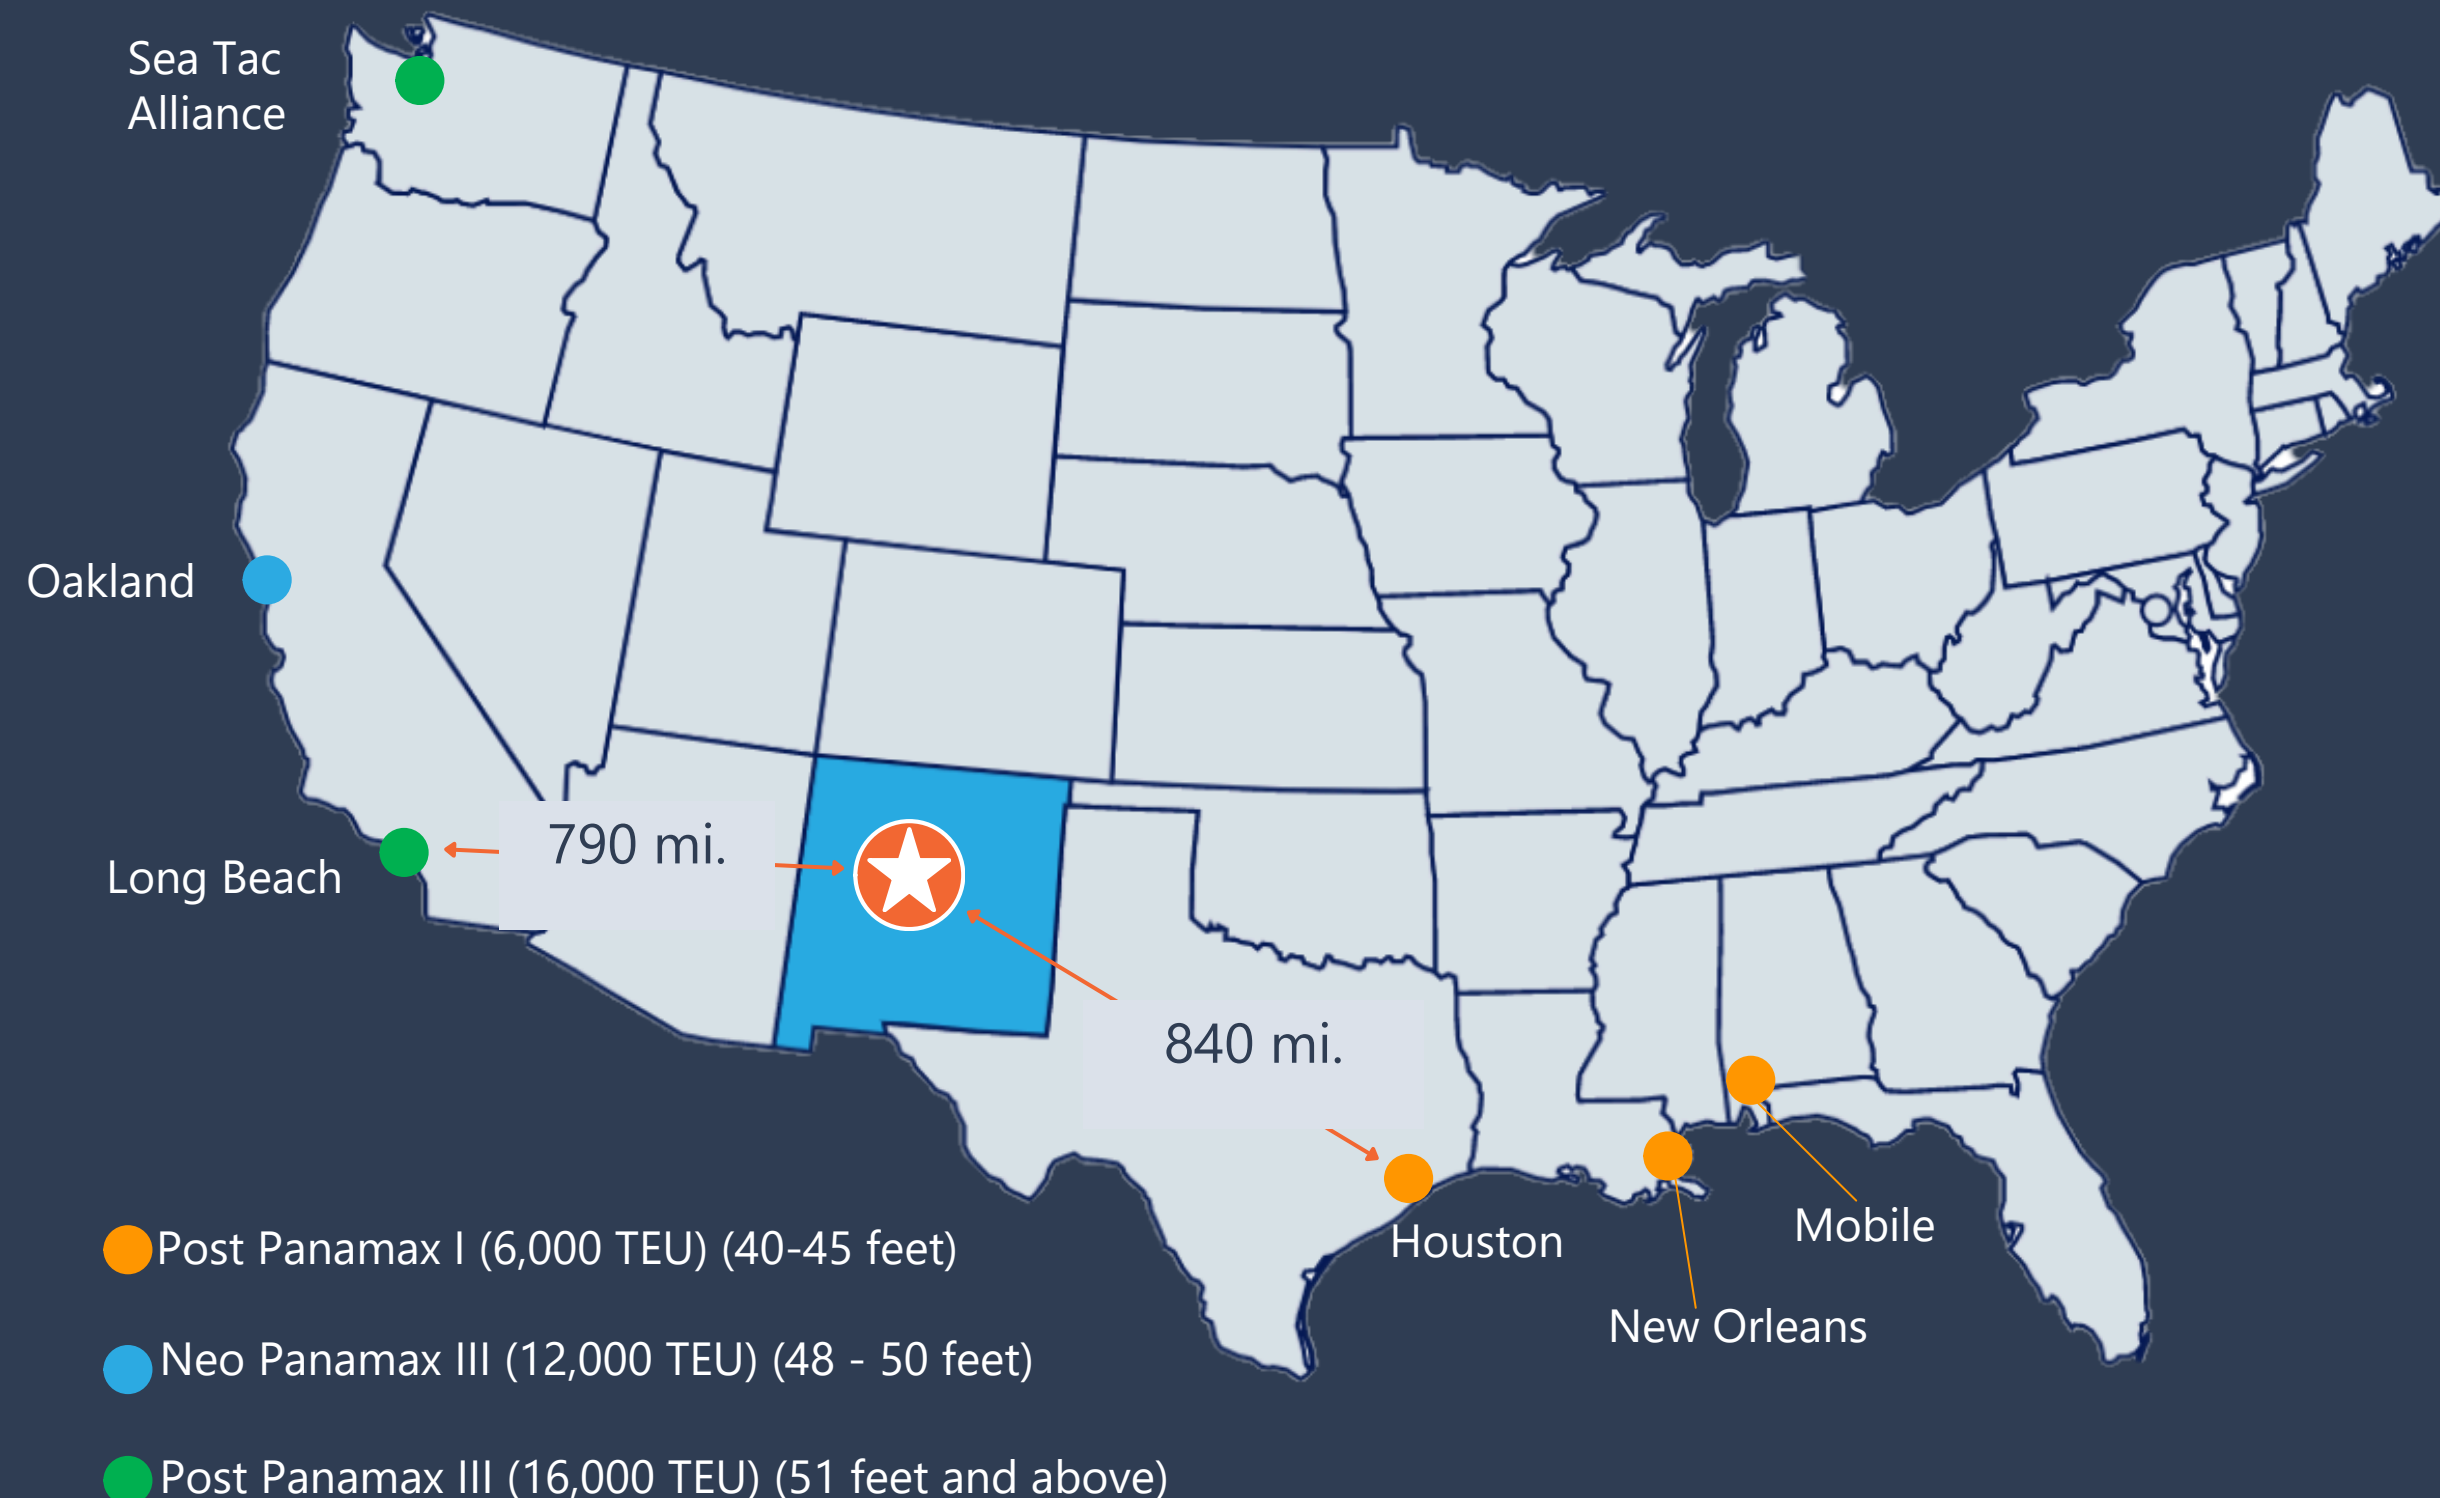 Sea Tac
Alliance
Oakland
790 mi.
Long Beach
840 mi.
Mobile
Houston
New Orleans
Post Panamax I (6,000 TEU) (40-45 feet)
Neo Panamax III (12,000 TEU) (48 - 50 feet)
Post Panamax III (16,000 TEU) (51 feet and above)